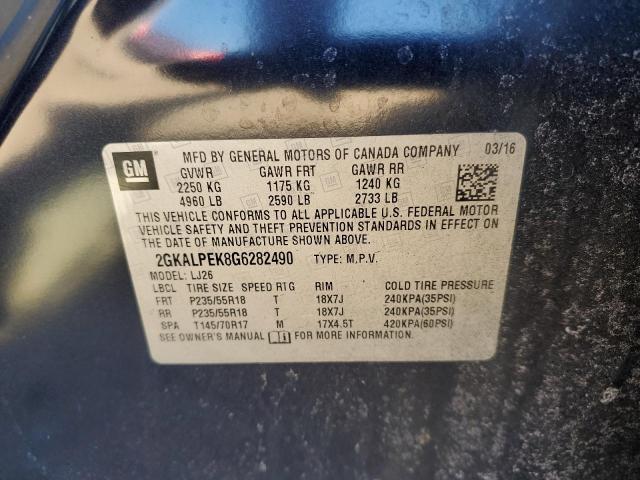 GM
MFD BY GENERAL MOTORS OF CANADA COMPANY 03/16
GVWR GAWR FRT GAWR RR
2250 KG 1175 KG 1240 KG
4960 LB 2590 LB 2733 LB
THIS VEHICLE CONFORMS TO ALL APPLICABLE U.S. FEDERAL MOTOR
VEHICLE SAFETY AND THEFT PREVENTION STANDARDS IN EFFECT ON
THE DATE OF MANUFACTURE SHOWN ABOVE.
2GKALPEK8G6282490 TYPE: M.P.V.
MODEL: LJ26
LBCL TIRE SIZE SPEED RTG RIM COLD TIRE PRESSURE
FRT P235/55R18 T 18X7J 240KPA(35PSI)
RR P235/55R18 T 18X7J 240KPA(35PSI)
SPA T145/70R17 M 17X4.5T 420KPA(60PSI)
SEE OWNER'S MANUAL FOR MORE INFORMATION.